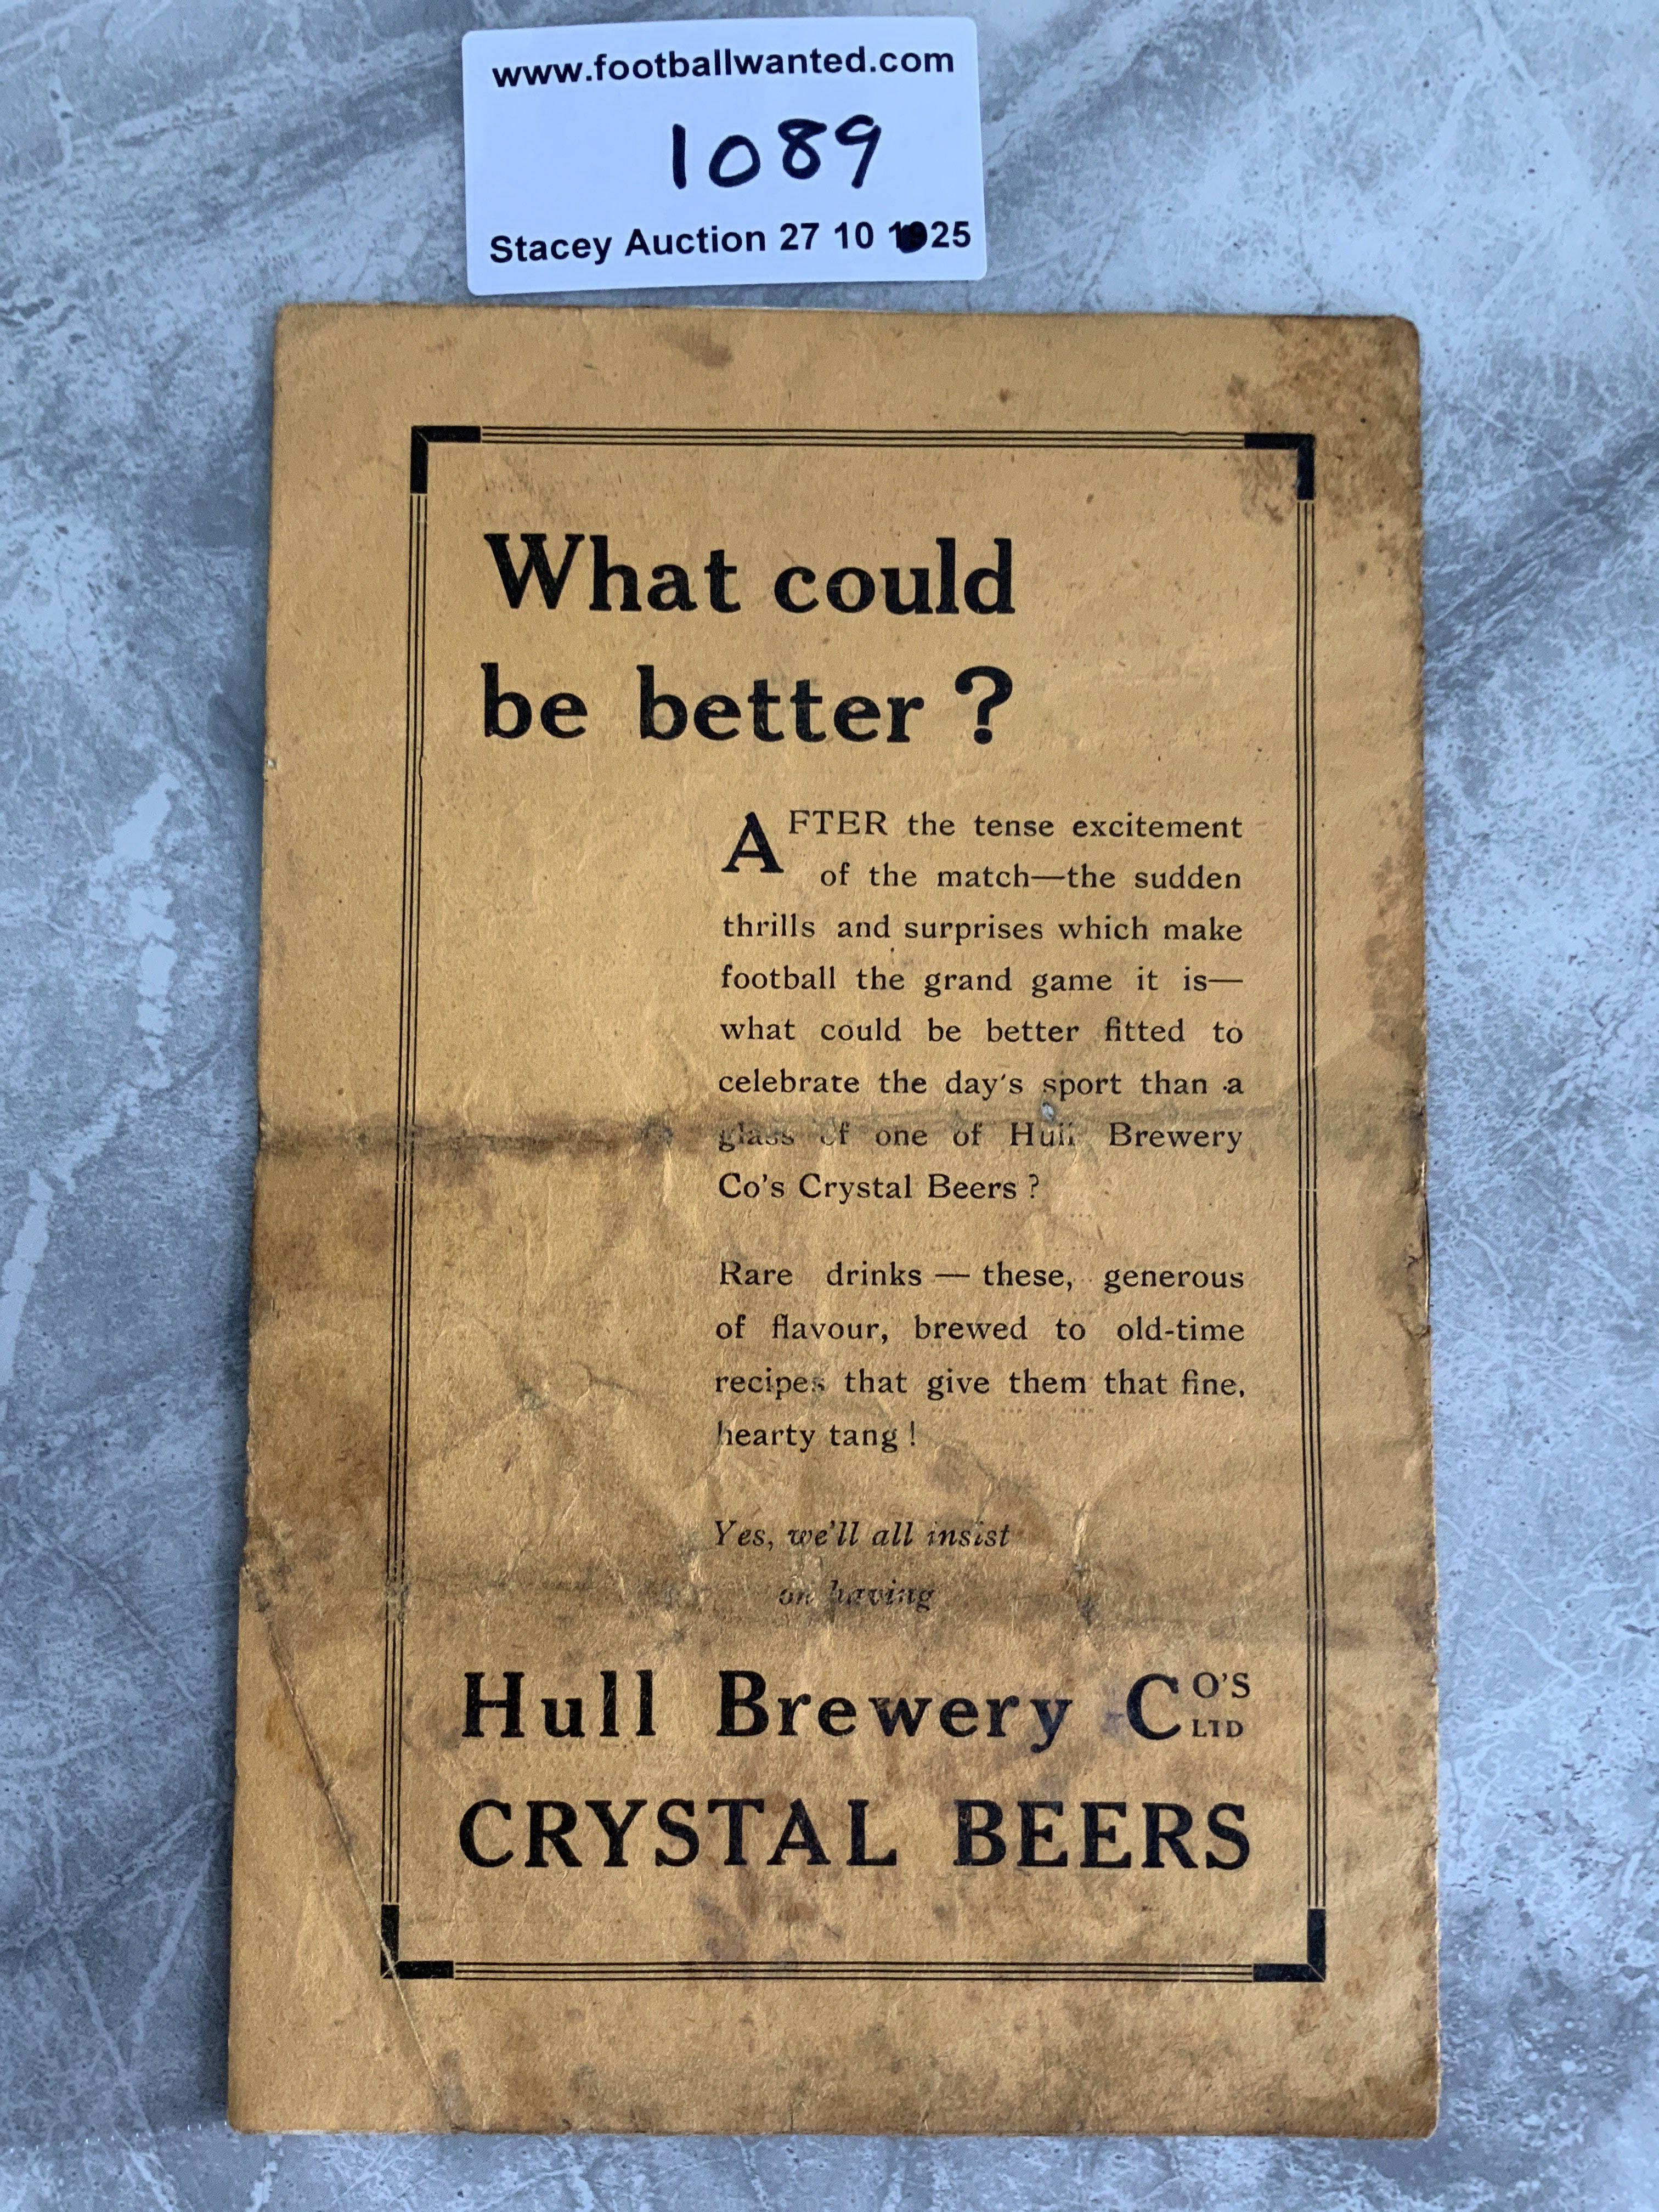 www.footballwanted.com
1089
Stacey Auction 27 10 1925
What could
be better ?
AFTER the tense excitement
of the match—the sudden
thrills and surprises which make
football the grand game it is—
what could be better fitted to
celebrate the day's sport than a
glass of one of Hull Brewery
Co's Crystal Beers ?
Rare drinks — these, generous
of flavour, brewed to old-time
recipes that give them that fine,
hearty tang !
Yes, we'll all insist
on having
Hull Brewery CO'S LTD
CRYSTAL BEERS